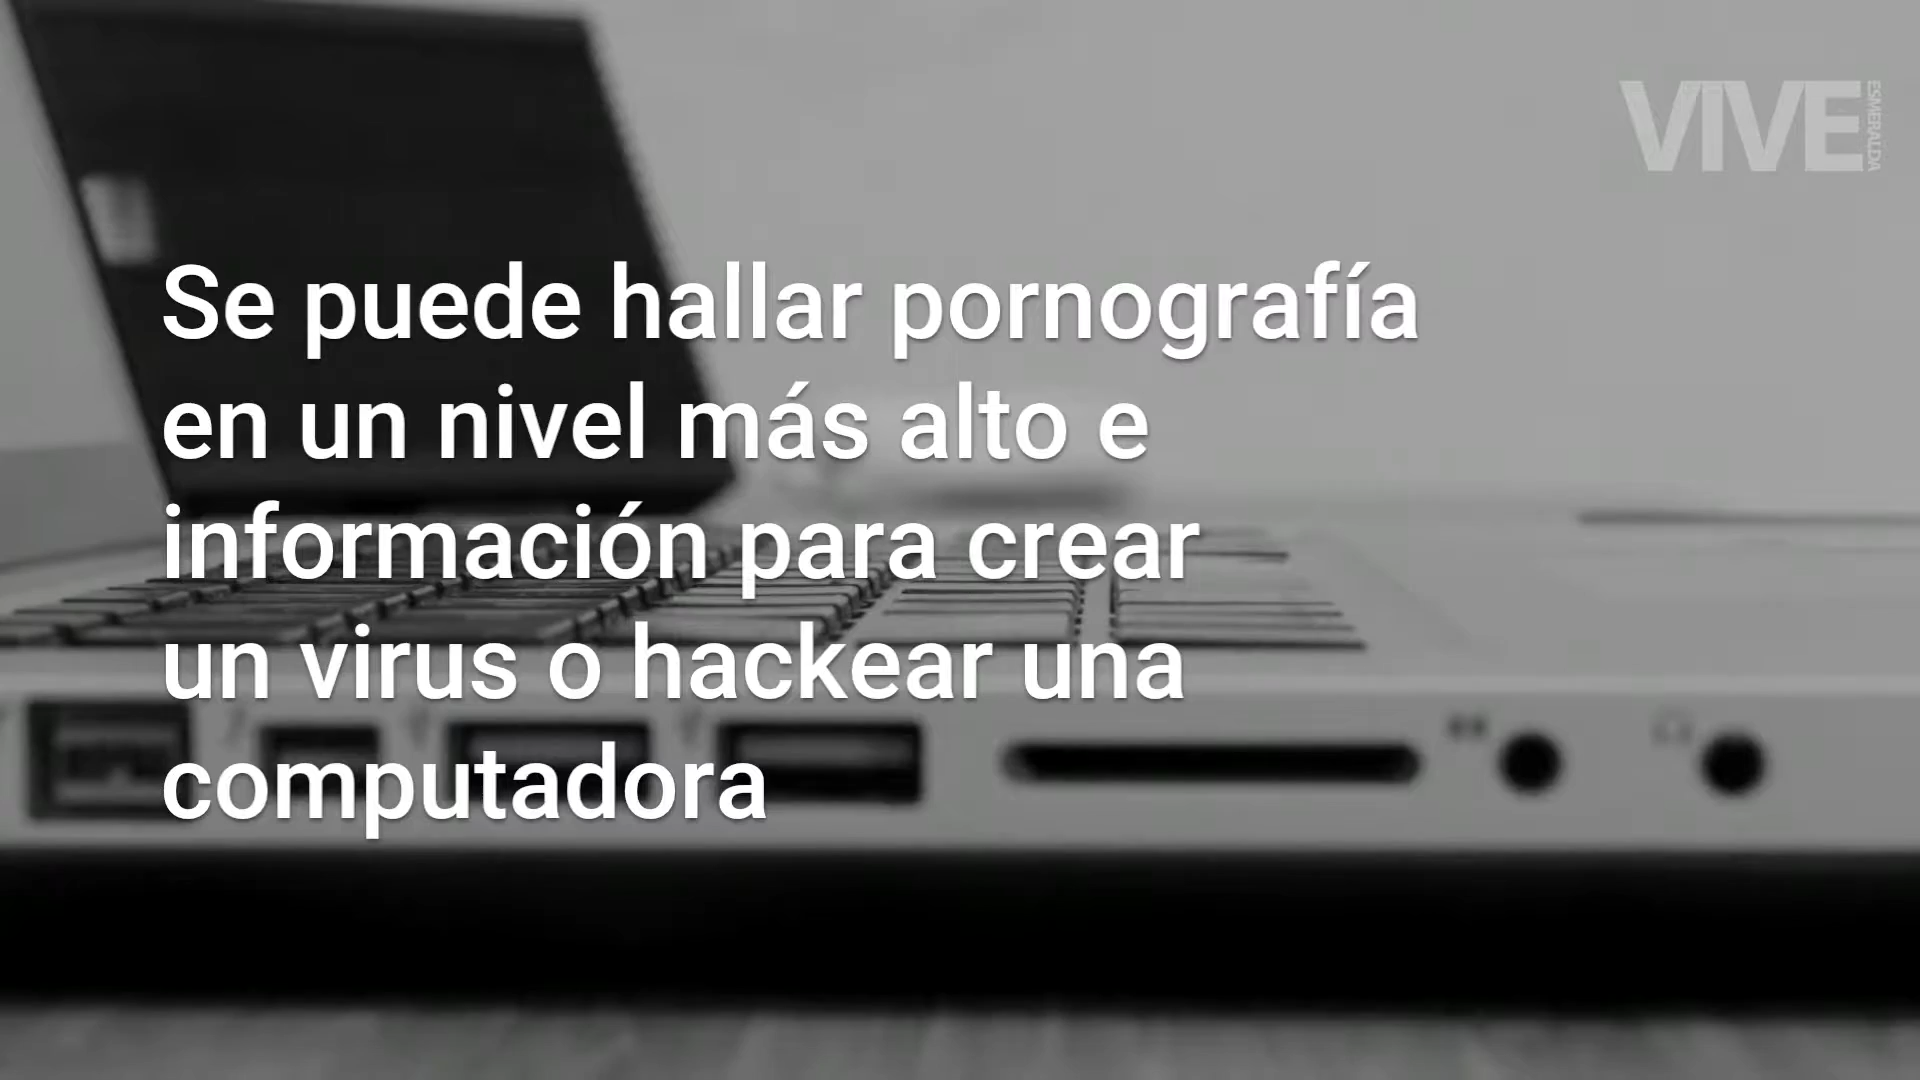 VIVE
ESMERALDA
Se puede hallar pornografía
en un nivel más alto e
información para crear
un virus o hackear una
computadora